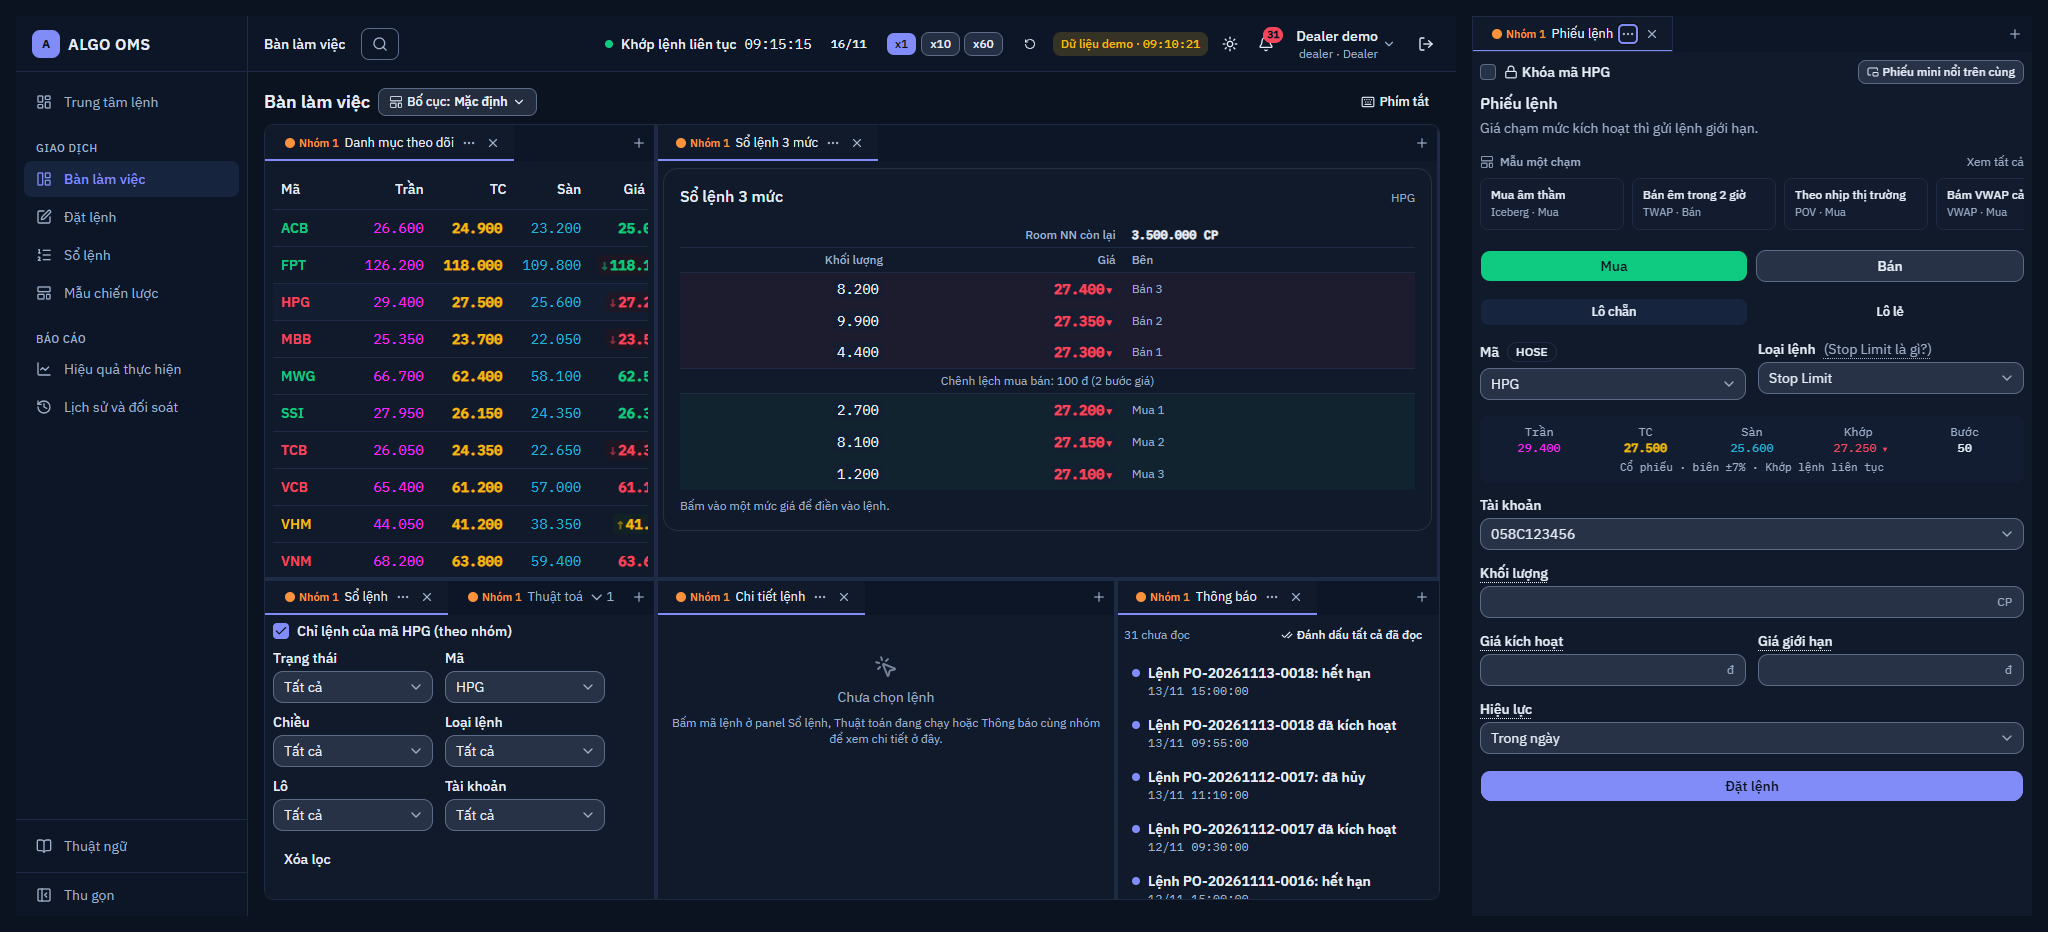 A ALGO OMS
Trung tâm lệnh
GIAO DỊCH
Bàn làm việc
Đặt lệnh
Sổ lệnh
Mẫu chiến lược
BÁO CÁO
Hiệu quả thực hiện
Lịch sử và đối soát
Thuật ngữ
Thu gọn
Bàn làm việc
Khớp lệnh liên tục 09:15:15 16/11 x1 x10 x60
Dữ liệu demo · 09:10:21
31
Dealer demo
dealer · Dealer
Bàn làm việc Bố cục: Mặc định
Phím tắt
Nhóm 1 Danh mục theo dõi
Mã Trần TC Sàn Giá
ACB 26.600 24.900 23.200
FPT 126.200 118.000 109.800
HPG 29.400 27.500 25.600
MBB 25.350 23.700 22.050
MWG 66.700 62.400 58.100
SSI 27.950 26.150 24.350
TCB 26.050 24.350 22.650
VCB 65.400 61.200 57.000
VHM 44.050 41.200 38.350
VNM 68.200 63.800 59.400
Nhóm 1 Sổ lệnh 3 mức
Sổ lệnh 3 mức HPG
Room NN còn lại 3.500.000 CP
Khối lượng Giá Bên
8.200 27.400▼ Bán 3
9.900 27.350▼ Bán 2
4.400 27.300▼ Bán 1
Chênh lệch mua bán: 100 đ (2 bước giá)
2.700 27.200▼ Mua 1
8.100 27.150▼ Mua 2
1.200 27.100▼ Mua 3
Bấm vào một mức giá để điền vào lệnh.
Nhóm 1 Sổ lệnh
Nhóm 1 Thuật toá 1
Chỉ lệnh của mã HPG (theo nhóm)
Trạng thái Mã
Tất cả HPG
Chiều Loại lệnh
Tất cả Tất cả
Lô Tài khoản
Tất cả Tất cả
Xóa lọc
Nhóm 1 Chi tiết lệnh
Chưa chọn lệnh
Bấm mã lệnh ở panel Sổ lệnh, Thuật toán đang chạy hoặc Thông báo cùng nhóm
để xem chi tiết ở đây.
Nhóm 1 Thông báo
31 chưa đọc Đánh dấu tất cả đã đọc
Lệnh PO-20261113-0018: hết hạn
13/11 15:00:00
Lệnh PO-20261113-0018 đã kích hoạt
13/11 09:55:00
Lệnh PO-20261112-0017: đã hủy
13/11 11:10:00
Lệnh PO-20261112-0017 đã kích hoạt
12/11 09:30:00
Lệnh PO-20261111-0016: hết hạn
12/11 15:00:00
Nhóm 1 Phiếu lệnh
Khóa mã HPG
Phiếu mini nổi trên cùng
Phiếu lệnh
Giá chạm mức kích hoạt thì gửi lệnh giới hạn.
Mẫu một chạm Xem tất cả
Mua âm thầm
Iceberg · Mua
Bán êm trong 2 giờ
TWAP · Bán
Theo nhịp thị trường
POV · Mua
Bám VWAP cả
VWAP · Mua
Mua Bán
Lô chẵn Lô lẻ
Mã HOSE
HPG
Loại lệnh (Stop Limit là gì?)
Stop Limit
Trần TC Sàn Khớp Bước
29.400 27.500 25.600 27.250 ▼ 50
Cổ phiếu · biên ±7% · Khớp lệnh liên tục
Tài khoản
058C123456
Khối lượng
CP
Giá kích hoạt Giá giới hạn
đ đ
Hiệu lực
Trong ngày
Đặt lệnh